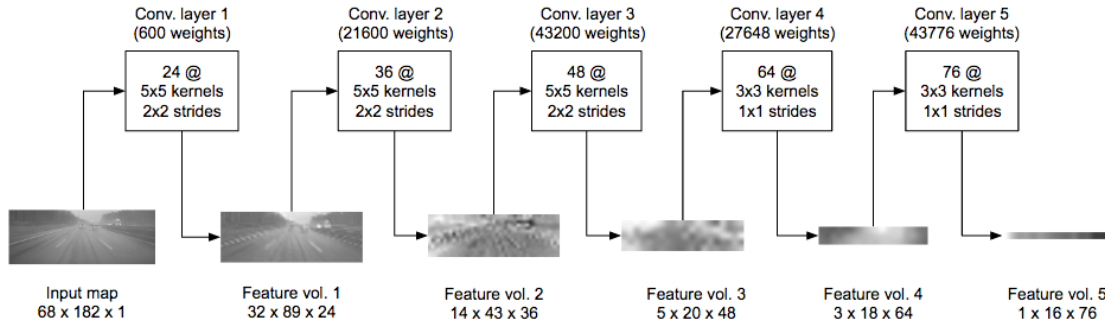 Conv. layer 1
(600 weights)
Conv. layer 2
(21600 weights)
Conv. layer 3
(43200 weights)
Conv. layer 4
(27648 weights)
Conv. layer 5
(43776 weights)
24 @
5x5 kernels
2x2 strides
36 @
5x5 kernels
2x2 strides
48 @
5x5 kernels
2x2 strides
64 @
3x3 kernels
1x1 strides
76 @
3x3 kernels
1x1 strides
Input map
68 x 182 x 1
Feature vol. 1
32 x 89 x 24
Feature vol. 2
14 x 43 x 36
Feature vol. 3
5 x 20 x 48
Feature vol. 4
3 x 18 x 64
Feature vol. 5
1 x 16 x 76